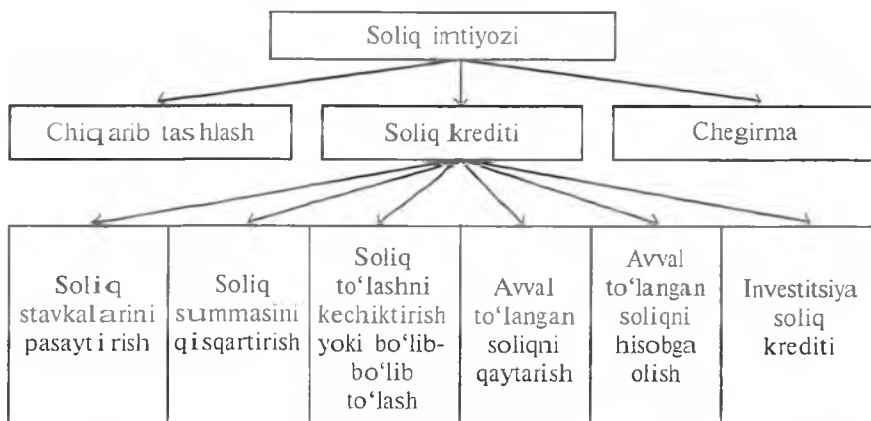 Soliq imtiyozi
Chiqarib tashlash
Soliq krediti
Chegirma
Soliq
stavkalarini
pasaytirish
Soliq
summasini
qisqartirish
Soliq
to‘lashni
kechiktirish
yoki bo‘lib-
bo‘lib
to‘lash
Avval
to‘langan
soliqni
qaytarish
Avval
to‘langan
soliqni
hisobga
olish
Investitsiya
soliq
krediti